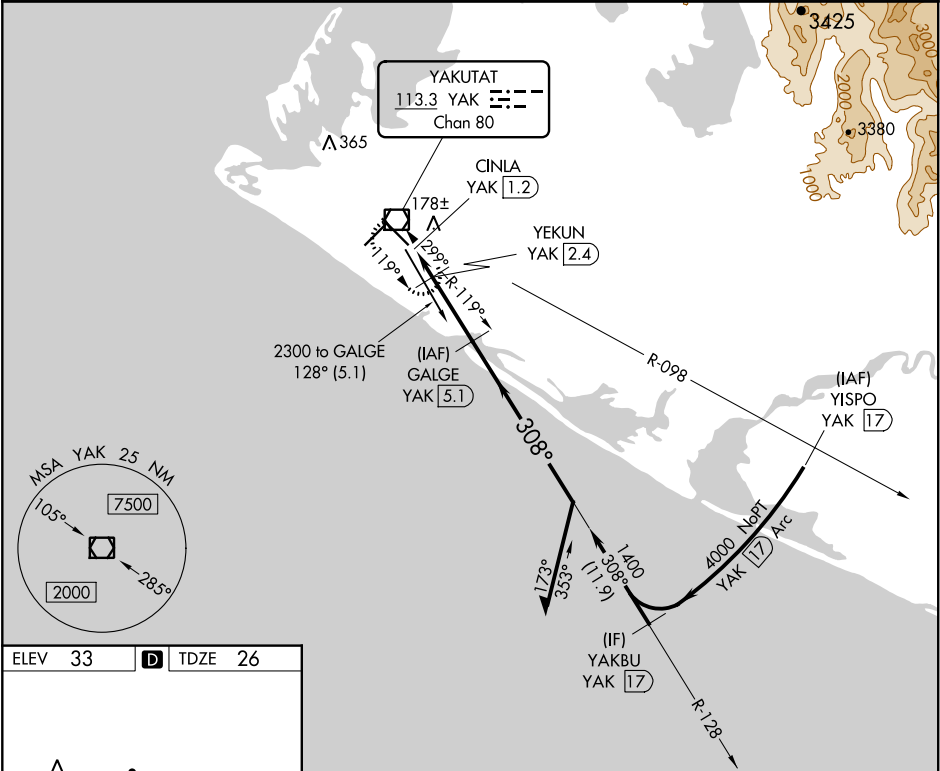 3425
3000
2000
3380
1000
YAKUTAT
113.3 YAK
Chan 80
365
CINLA
YAK 1.2
178±
YEKUN
YAK 2.4
299°
R-119°
119°
2300 to GALGE
128° (5.1)
(IAF)
GALGE
YAK 5.1
R-098
(IAF)
YISPO
YAK 17
308°
MSA YAK 25 NM
105°
7500
285°
2000
4000 NoPT
YAK 17 Arc
1400
308°
(11.9)
173°
353°
(IF)
YAKBU
YAK 17
R-128
ELEV 33 D TDZE 26